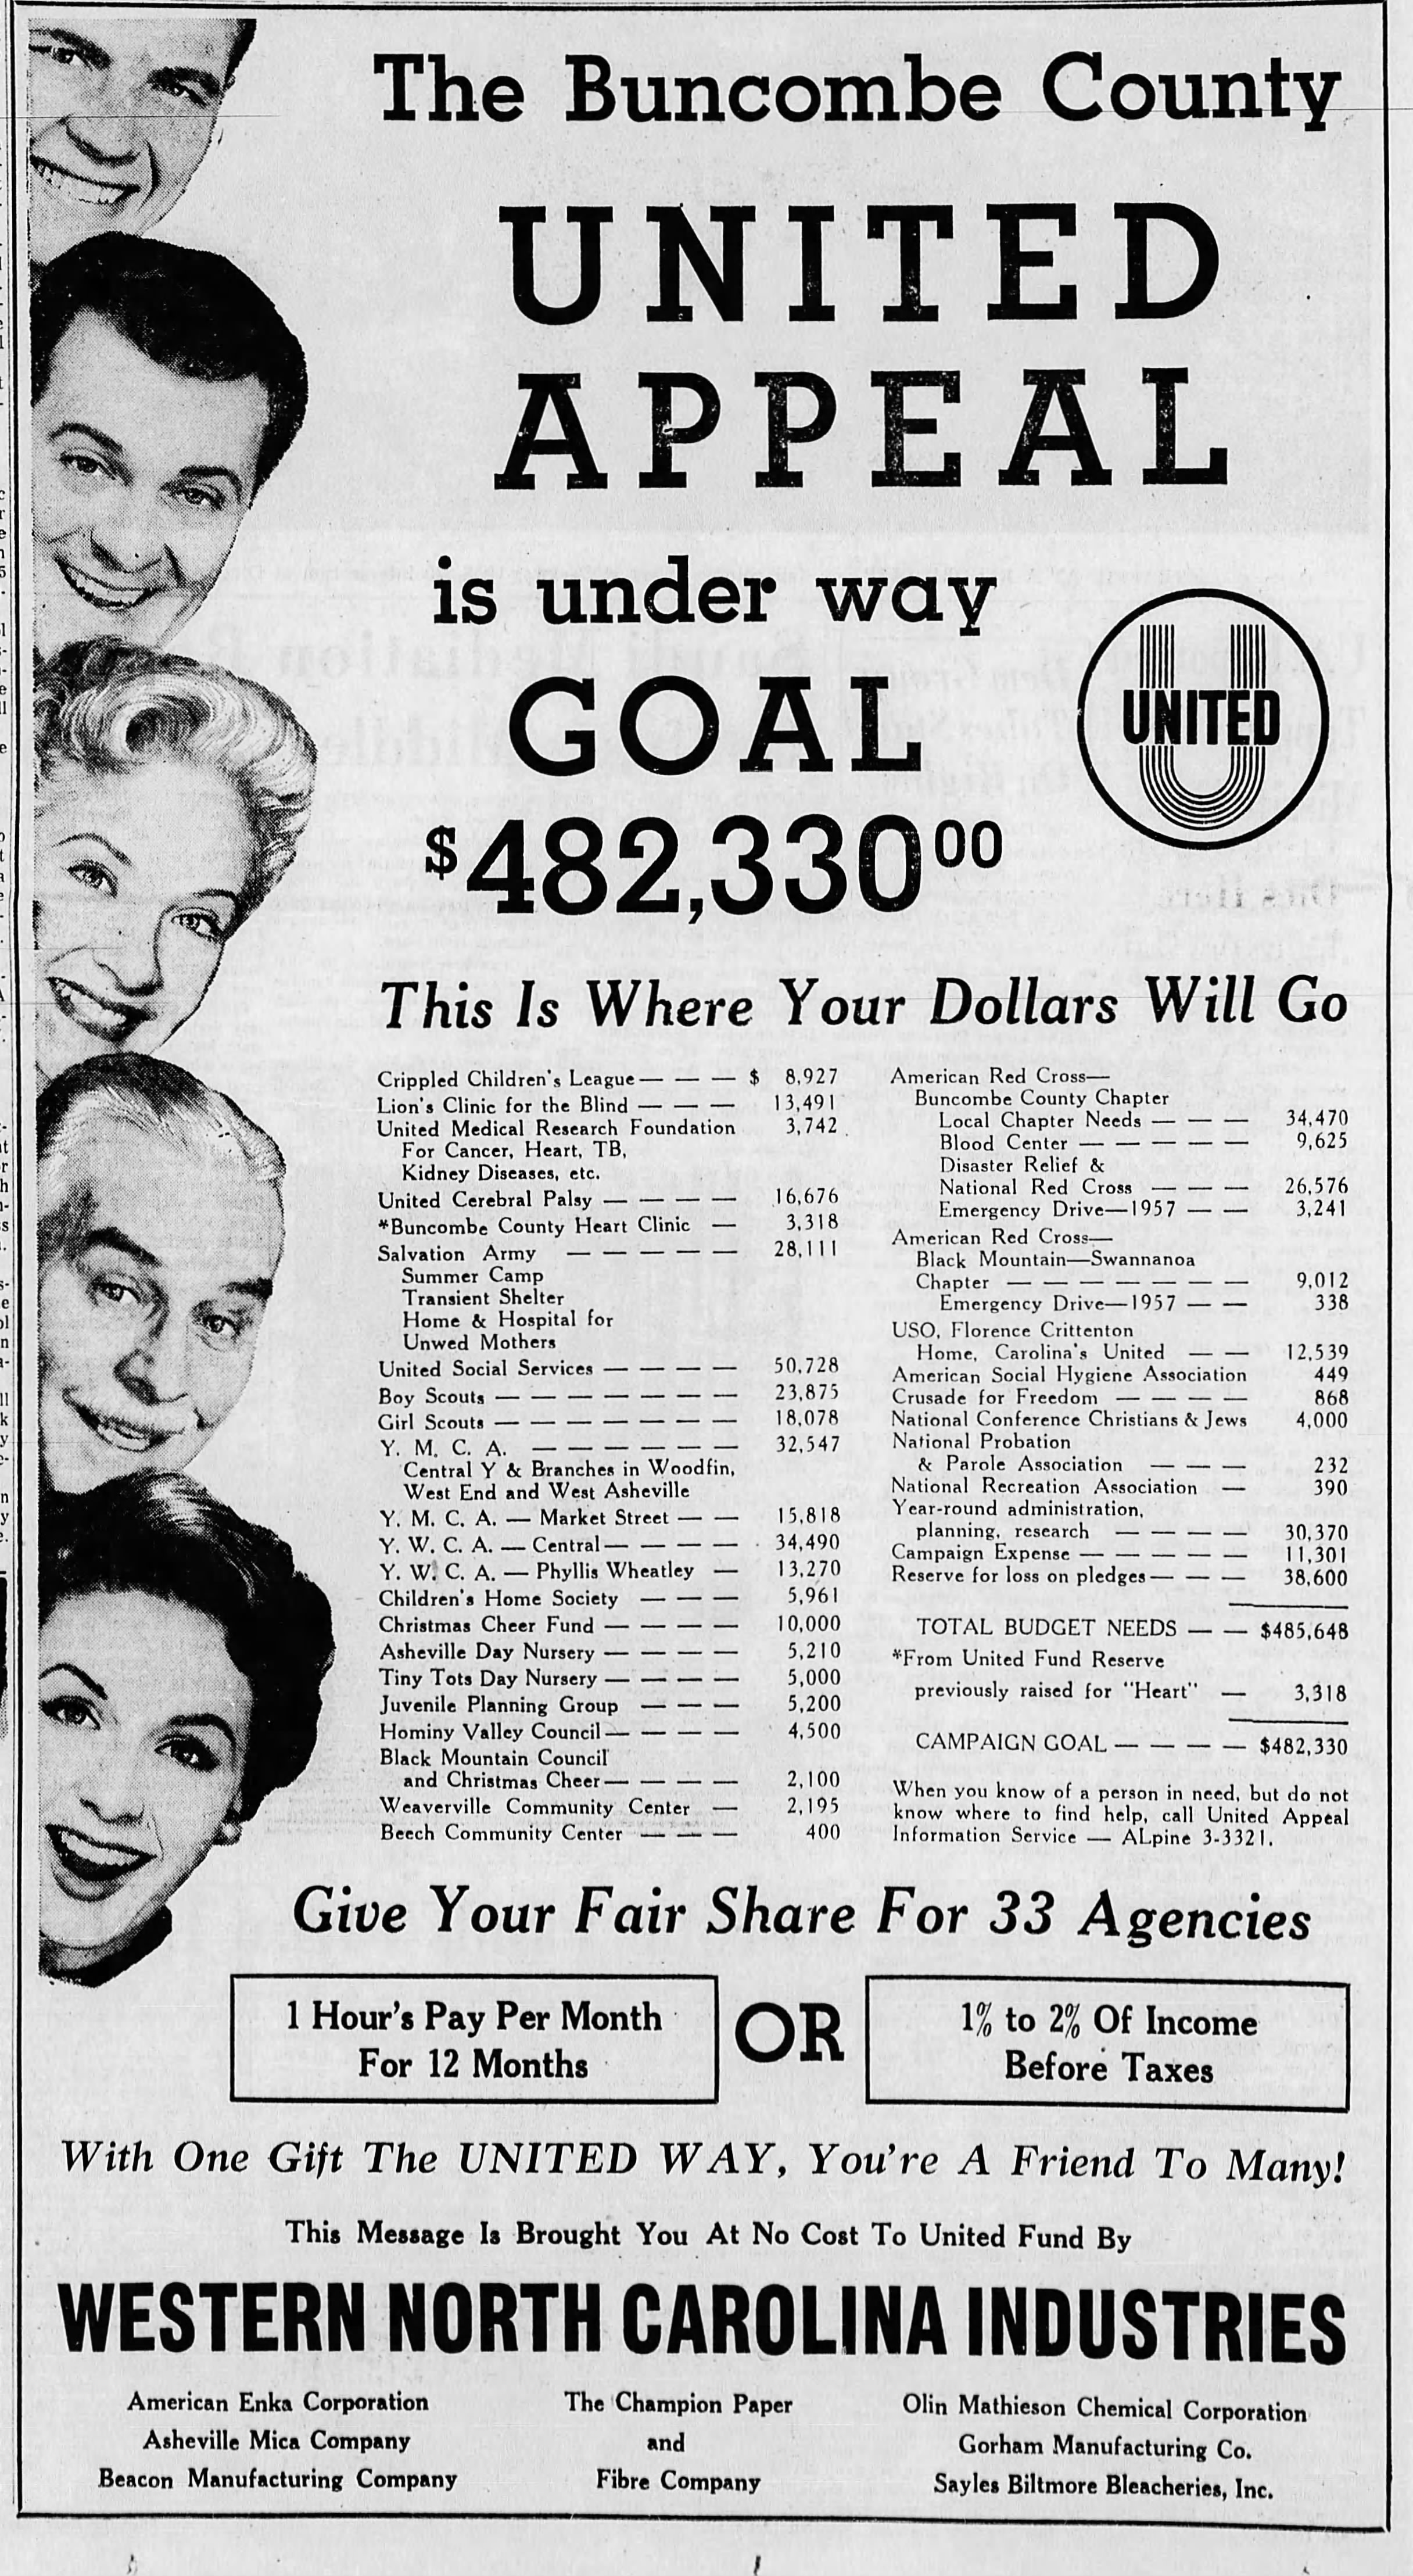 The Buncombe County
UNITED
APPEAL
is under way
GOAL
$482,330 00
UNITED
This Is Where Your Dollars Will Go
Crippled Children's League — — — $ 8,927
Lion's Clinic for the Blind — — — 13,491
United Medical Research Foundation 3,742
For Cancer, Heart, TB,
Kidney Diseases, etc.
United Cerebral Palsy — — — — 16,676
*Buncombe County Heart Clinic — 3,318
Salvation Army — — — — — 28,111
Summer Camp
Transient Shelter
Home & Hospital for
Unwed Mothers
United Social Services — — — — 50,728
Boy Scouts — — — — — — — 23,875
Girl Scouts — — — — — — — 18,078
Y. M. C. A. — — — — — — 32,547
Central Y & Branches in Woodfin,
West End and West Asheville
Y. M. C. A. — Market Street — — 15,818
Y. W. C. A. — Central — — — — 34,490
Y. W. C. A. — Phyllis Wheatley — 13,270
Children's Home Society — — — 5,961
Christmas Cheer Fund — — — — 10,000
Asheville Day Nursery — — — — 5,210
Tiny Tots Day Nursery — — — — 5,000
Juvenile Planning Group — — — 5,200
Hominy Valley Council — — — — 4,500
Black Mountain Council
and Christmas Cheer — — — — 2,100
Weaverville Community Center — 2,195
Beech Community Center — — — 400
American Red Cross—
Buncombe County Chapter
Local Chapter Needs — — — 34,470
Blood Center — — — — — 9,625
Disaster Relief &
National Red Cross — — — 26,576
Emergency Drive—1957 — — 3,241
American Red Cross—
Black Mountain—Swannanoa
Chapter — — — — — — — 9,012
Emergency Drive—1957 — — 338
USO, Florence Crittenton
Home, Carolina's United — — 12,539
American Social Hygiene Association 449
Crusade for Freedom — — — — 868
National Conference Christians & Jews 4,000
National Probation
& Parole Association — — — 232
National Recreation Association — 390
Year-round administration,
planning, research — — — — 30,370
Campaign Expense — — — — — 11,301
Reserve for loss on pledges — — — 38,600
TOTAL BUDGET NEEDS — — $485,648
*From United Fund Reserve
previously raised for "Heart" — 3,318
CAMPAIGN GOAL — — — — $482,330
When you know of a person in need, but do not
know where to find help, call United Appeal
Information Service — ALpine 3-3321.
Give Your Fair Share For 33 Agencies
1 Hour's Pay Per Month
For 12 Months
OR
1% to 2% Of Income
Before Taxes
With One Gift The UNITED WAY, You're A Friend To Many!
This Message Is Brought You At No Cost To United Fund By
WESTERN NORTH CAROLINA INDUSTRIES
American Enka Corporation
Asheville Mica Company
Beacon Manufacturing Company
The Champion Paper
and
Fibre Company
Olin Mathieson Chemical Corporation
Gorham Manufacturing Co.
Sayles Biltmore Bleacheries, Inc.